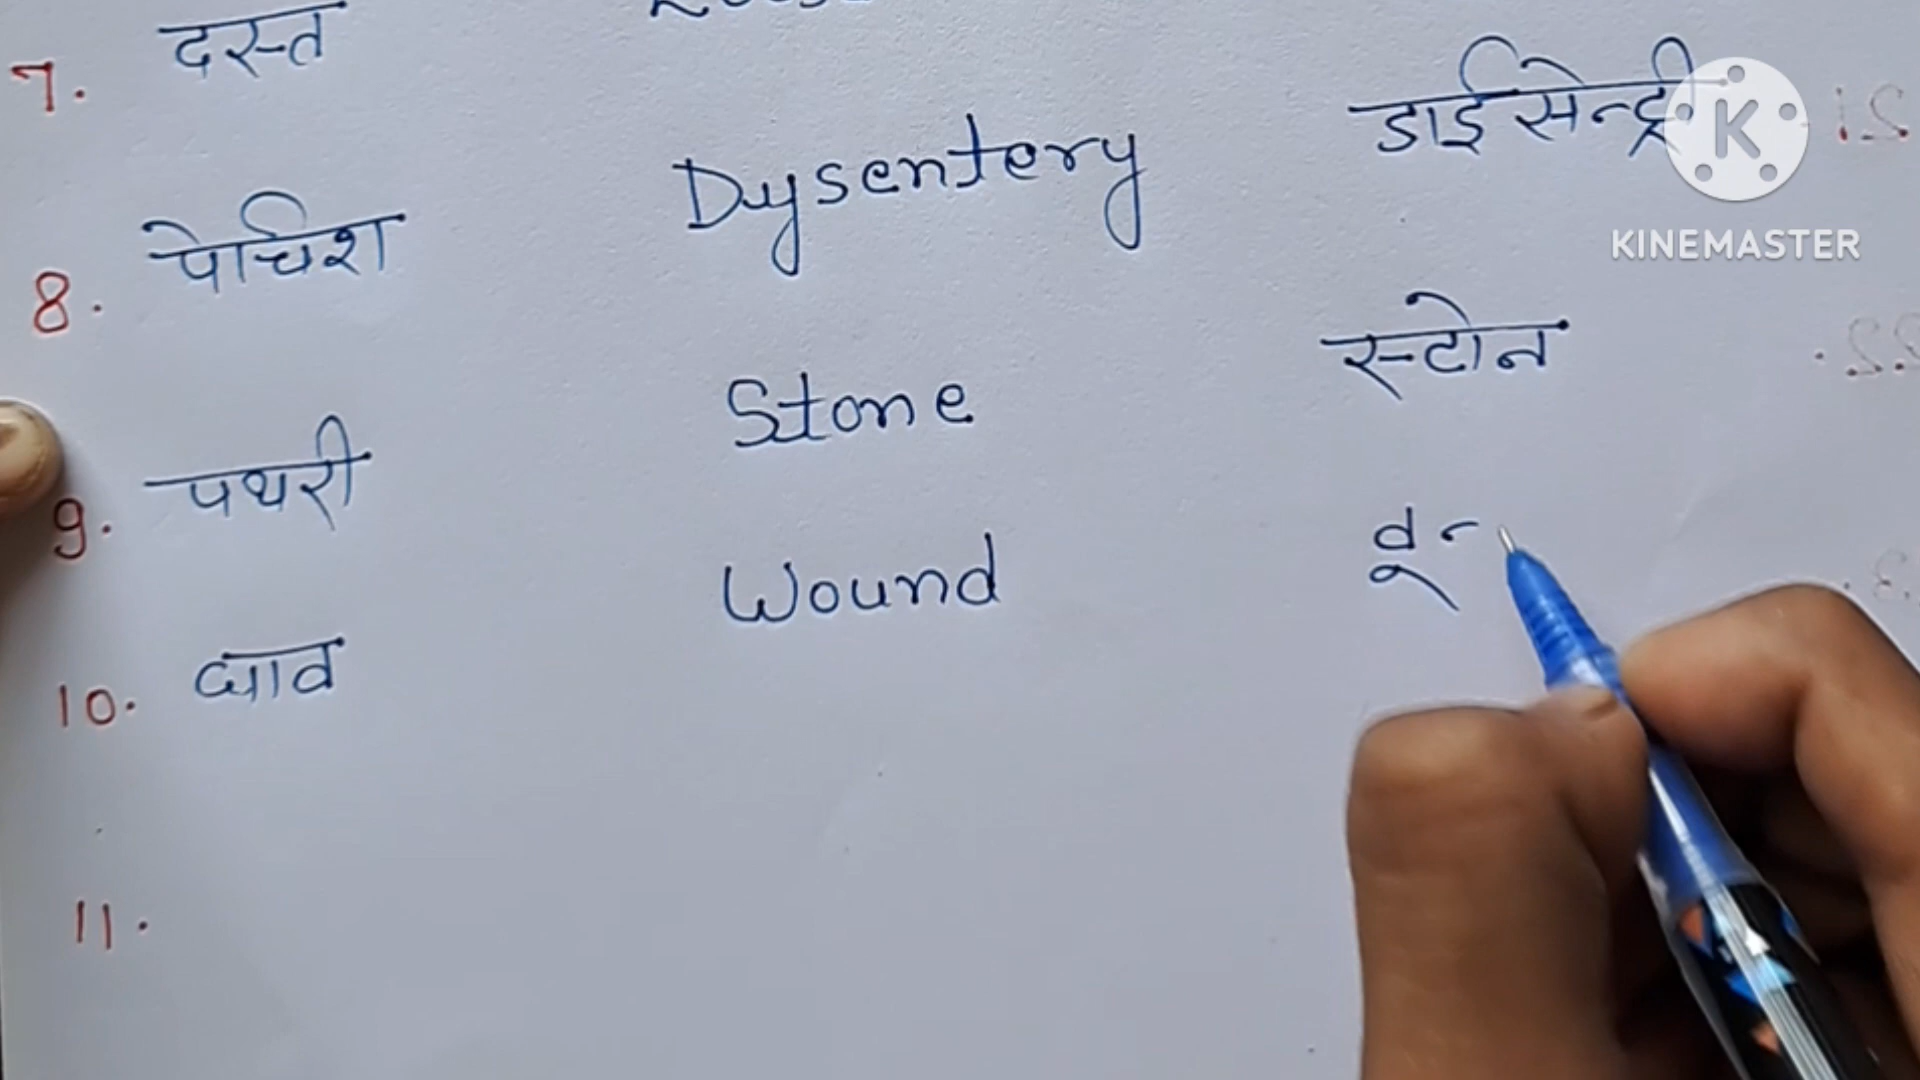 7. दस्त
8. पेचिश Dysentery डाईसेन्ट्री
9. पथरी Stone स्टोन
10. घाव Wound वून
11.
K
KINEMASTER